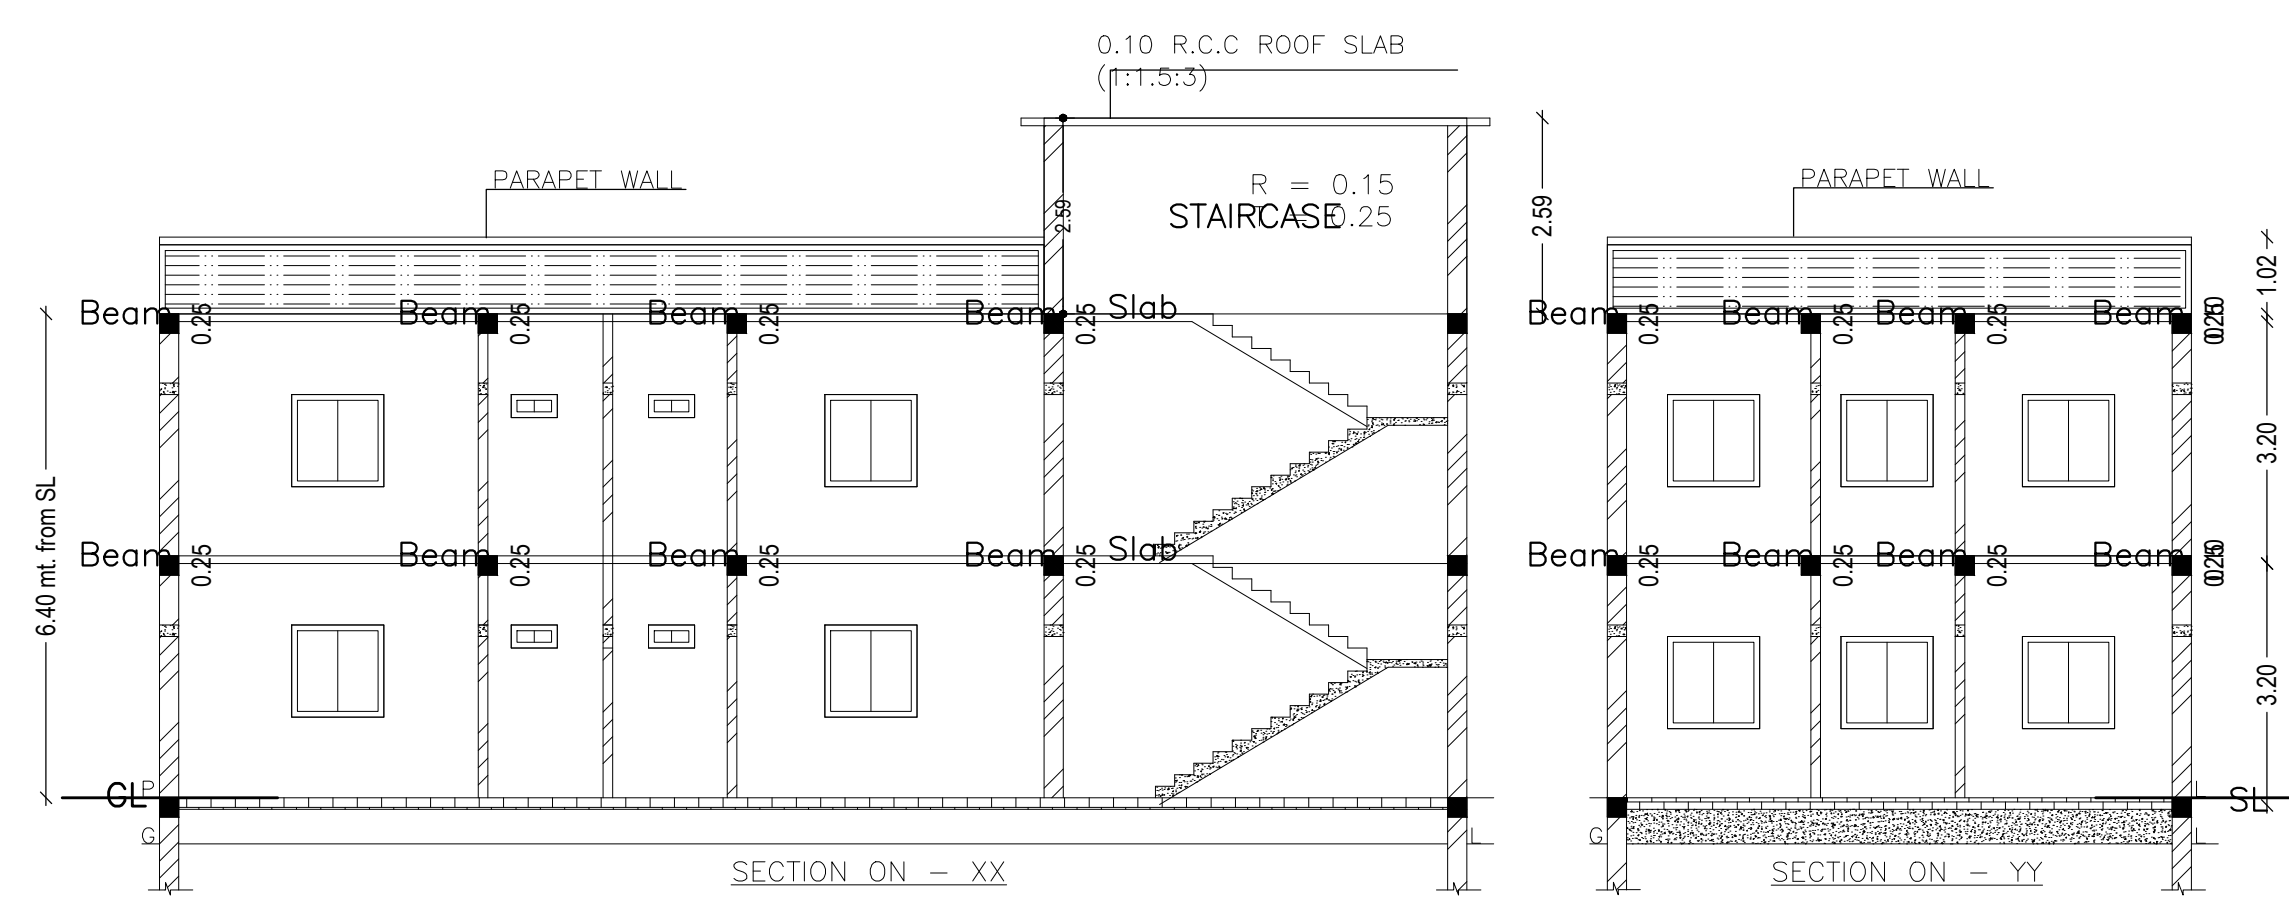 0.10 R.C.C ROOF SLAB
(1:1.5:3)
PARAPET WALL
PARAPET WALL
R = 0.15
STAIRCASE
T = 0.25
2.59
2.59
1.02
Beam
0.25
Beam
0.25
Beam
0.25
Beam
0.25
Slab
Beam
0.25
Beam
0.25
Beam
0.25
Beam
0.25
3.20
6.40 mt. from SL
Beam
0.25
Beam
0.25
Beam
0.25
Beam
0.25
Slab
Beam
0.25
Beam
0.25
Beam
0.25
Beam
0.25
3.20
GL
P
L
SL
G
L
G
L
SECTION ON - XX
SECTION ON - YY